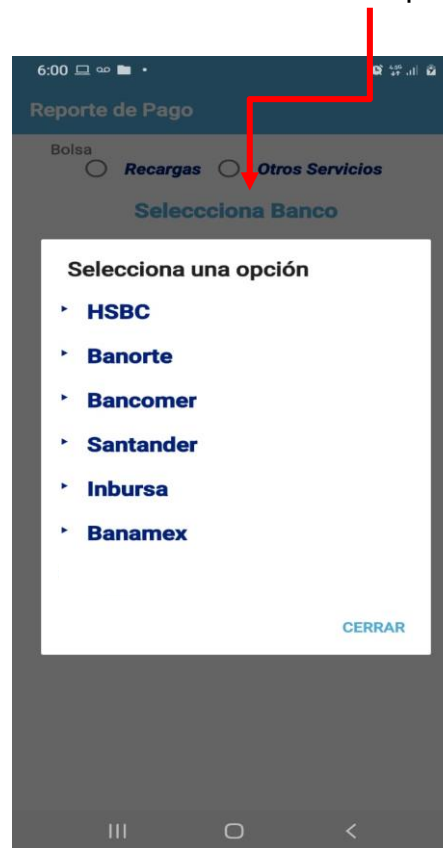 6:00
Reporte de Pago
Bolsa
Recargas Otros Servicios
Seleccciona Banco
Selecciona una opción
HSBC
Banorte
Bancomer
Santander
Inbursa
Banamex
CERRAR